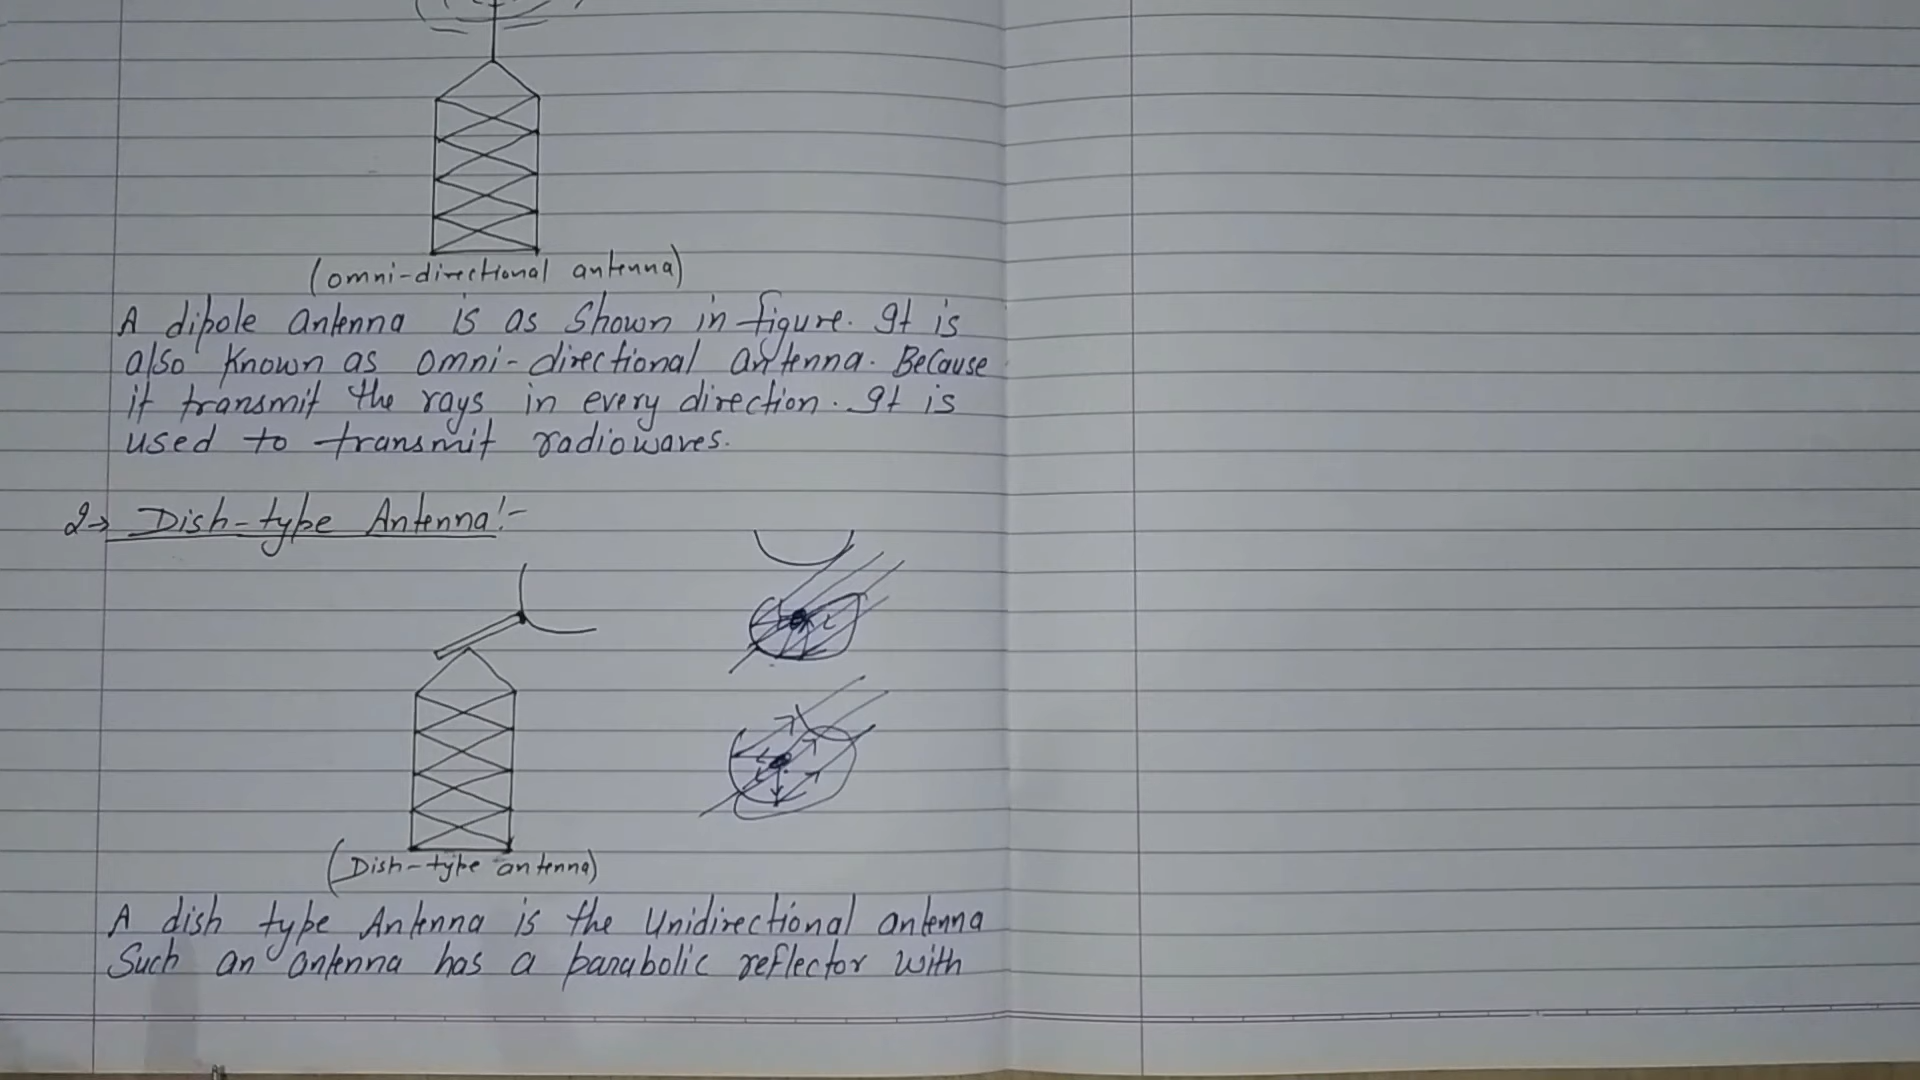 (omni-directional antenna)
A dipole antenna is as shown in figure. It is
also known as omni-directional antenna. Because
it transmit the rays in every direction. It is
used to transmit radiowaves.
2→ Dish-type Antenna:-
(Dish-type antenna)
A dish type Antenna is the Unidirectional antenna
Such an antenna has a parabolic reflector with